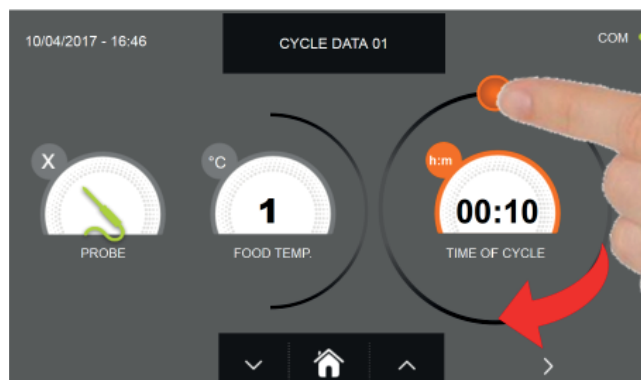 10/04/2017 - 16:46
CYCLE DATA 01
COM
X
°C
h:m
1
00:10
PROBE
FOOD TEMP.
TIME OF CYCLE